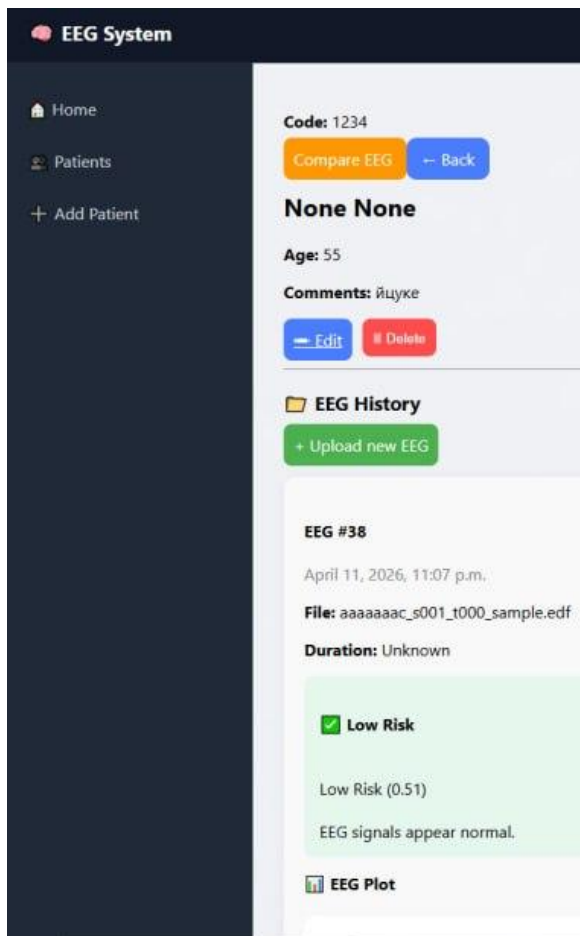 EEG System
Home
Patients
+ Add Patient
Code: 1234
Compare EEG
← Back
None None
Age: 55
Comments: йцуке
Edit
Delete
EEG History
+ Upload new EEG
EEG #38
April 11, 2026, 11:07 p.m.
File: aaaaaaac_s001_t000_sample.edf
Duration: Unknown
Low Risk
Low Risk (0.51)
EEG signals appear normal.
EEG Plot